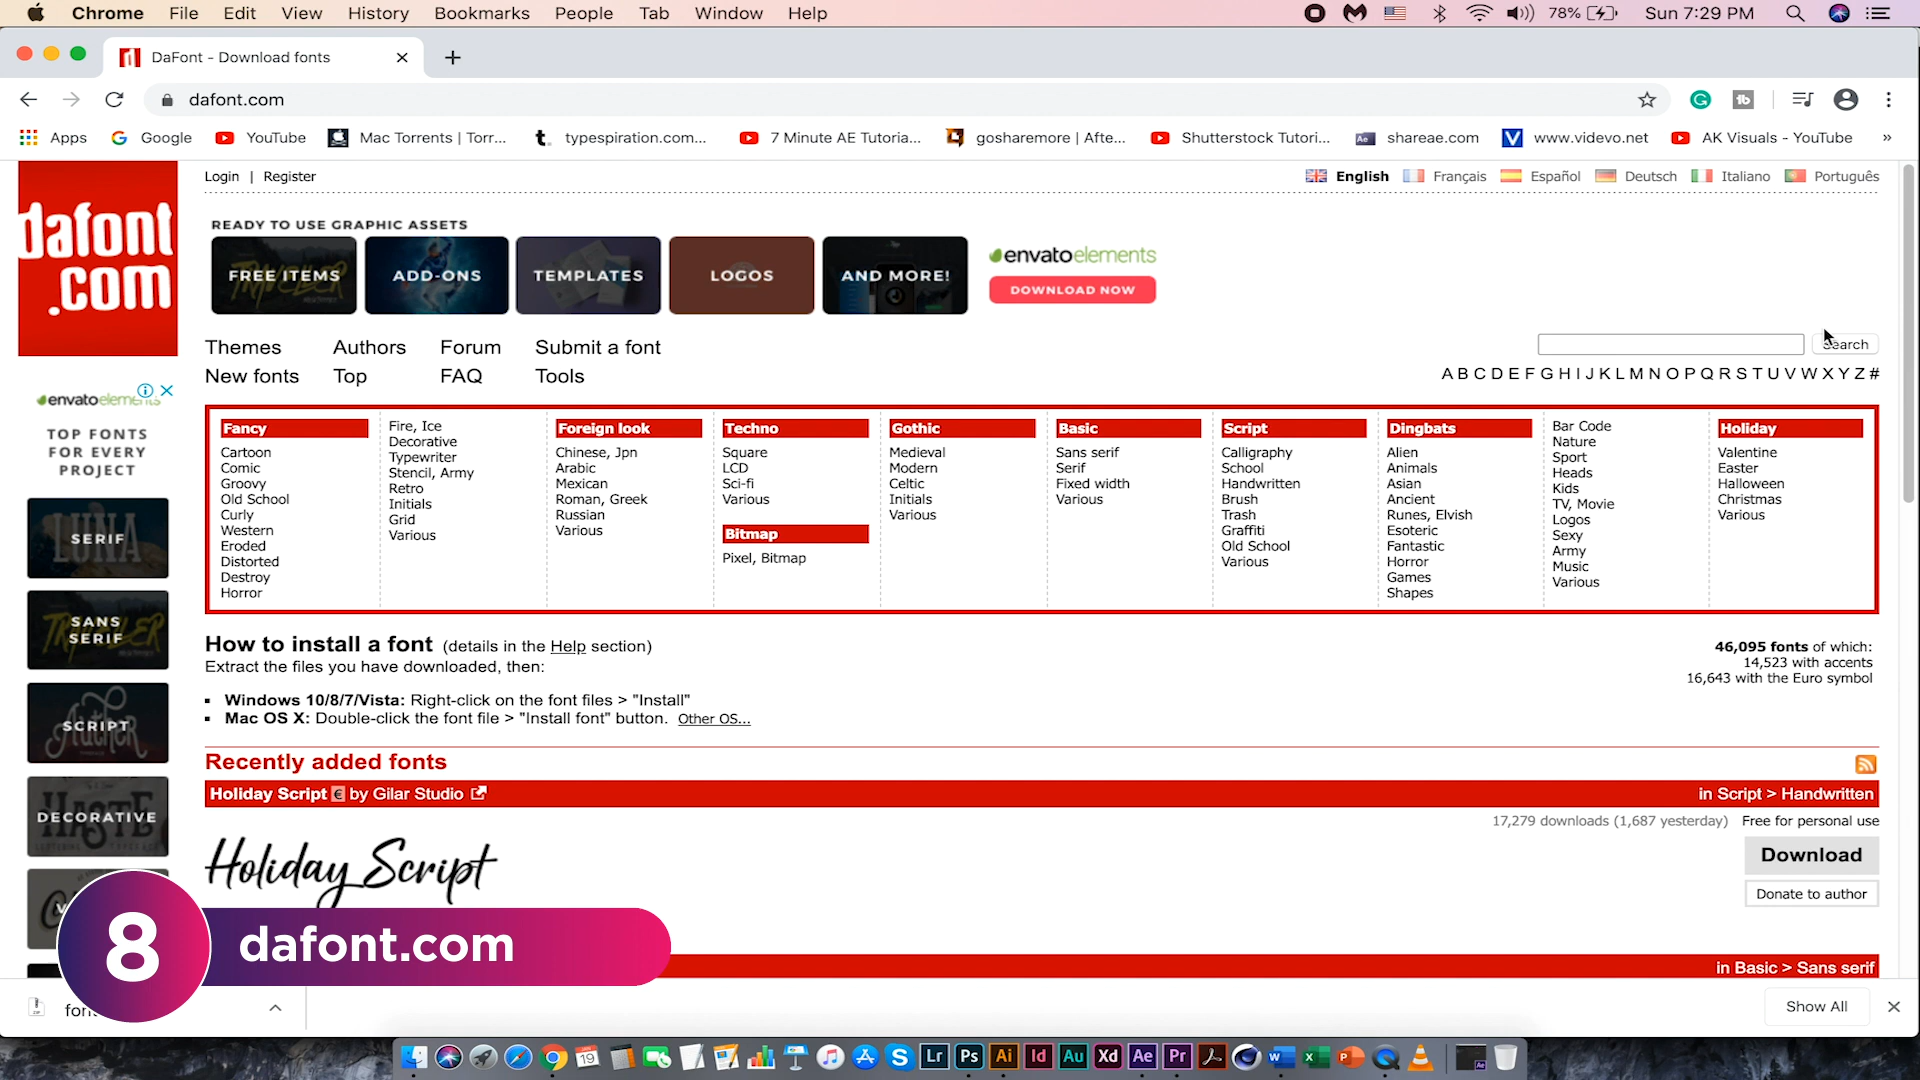 Chrome File Edit View History Bookmarks People Tab Window Help 78% Sun 7:29 PM
DaFont - Download fonts
dafont.com
Apps Google YouTube Mac Torrents | Torr... typespiration.com... 7 Minute AE Tutoria... gosharemore | Afte... Shutterstock Tutori... shareae.com www.videvo.net AK Visuals - YouTube »
dafont
.com
Login | Register
English Français Español Deutsch Italiano Português
READY TO USE GRAPHIC ASSETS
FREE ITEMS ADD-ONS TEMPLATES LOGOS AND MORE!
envatoelements
DOWNLOAD NOW
Themes Authors Forum Submit a font
New fonts Top FAQ Tools
Search
A B C D E F G H I J K L M N O P Q R S T U V W X Y Z #
envatoelements
TOP FONTS
FOR EVERY
PROJECT
SERIF
SANS
SERIF
SCRIPT
DECORATIVE
Fancy
Cartoon
Comic
Groovy
Old School
Curly
Western
Eroded
Distorted
Destroy
Horror
Fire, Ice
Decorative
Typewriter
Stencil, Army
Retro
Initials
Grid
Various
Foreign look
Chinese, Jpn
Arabic
Mexican
Roman, Greek
Russian
Various
Techno
Square
LCD
Sci-fi
Various
Bitmap
Pixel, Bitmap
Gothic
Medieval
Modern
Celtic
Initials
Various
Basic
Sans serif
Serif
Fixed width
Various
Script
Calligraphy
School
Handwritten
Brush
Trash
Graffiti
Old School
Various
Dingbats
Alien
Animals
Asian
Ancient
Runes, Elvish
Esoteric
Fantastic
Horror
Games
Shapes
Bar Code
Nature
Sport
Heads
Kids
TV, Movie
Logos
Sexy
Army
Music
Various
Holiday
Valentine
Easter
Halloween
Christmas
Various
How to install a font (details in the Help section)
Extract the files you have downloaded, then:
Windows 10/8/7/Vista: Right-click on the font files > "Install"
Mac OS X: Double-click the font file > "Install font" button. Other OS...
46,095 fonts of which:
14,523 with accents
16,643 with the Euro symbol
Recently added fonts
Holiday Script € by Gilar Studio
in Script > Handwritten
17,279 downloads (1,687 yesterday) Free for personal use
Holiday Script
Download
Donate to author
in Basic > Sans serif
8 dafont.com
Show All
19 Lr Ps Ai Id Au Xd Ae Pr